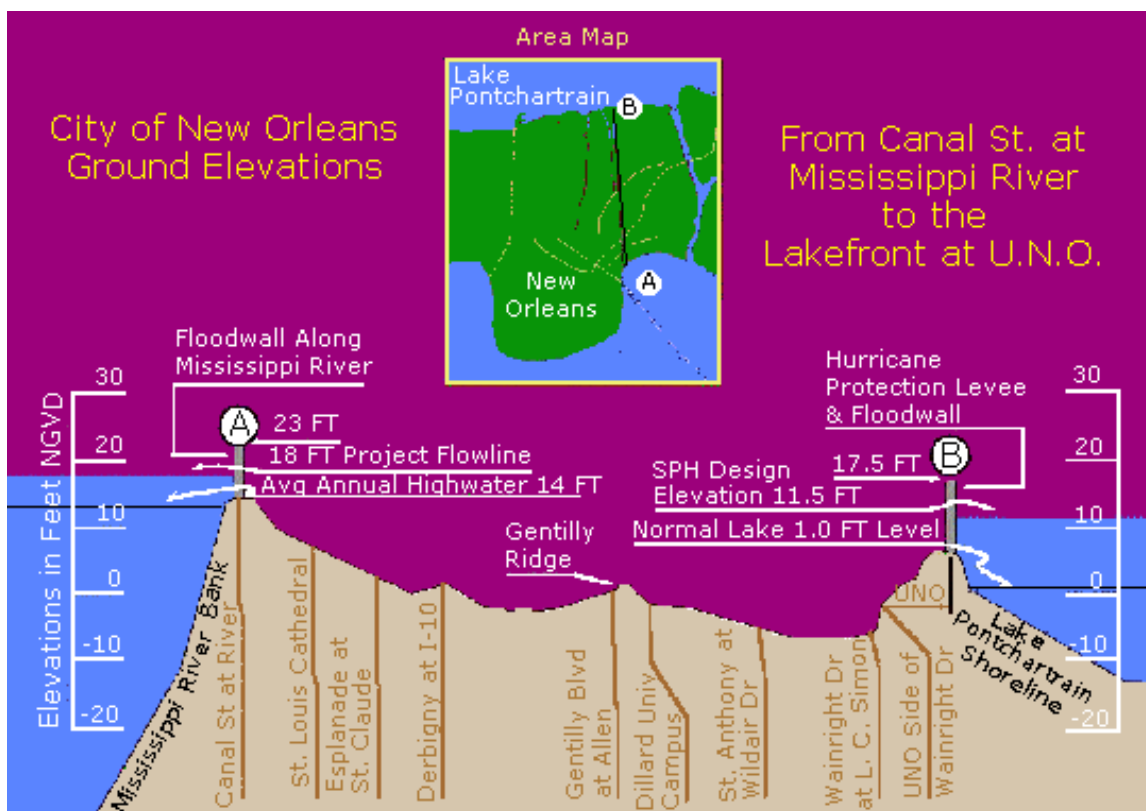 Area Map
Lake
Pontchartrain
B
New
Orleans
A
City of New Orleans
Ground Elevations
From Canal St. at
Mississippi River
to the
Lakefront at U.N.O.
Floodwall Along
Mississippi River
A
23 FT
18 FT Project Flowline
Avg Annual Highwater 14 FT
Gentilly
Ridge
Hurricane
Protection Levee
& Floodwall
17.5 FT
B
SPH Design
Elevation 11.5 FT
Normal Lake 1.0 FT Level
Elevations in Feet NGVD
30
20
10
0
-10
-20
30
20
10
0
-10
-20
Mississippi River Bank
Canal St at River
St. Louis Cathedral
Esplanade at
St. Claude
Derbigny at I-10
Gentilly Blvd
at Allen
Dillard Univ
Campus
St. Anthony at
Wildair Dr
Wainright Dr
at L. C. Simon
UNO
UNO Side of
Wainright Dr
Lake
Pontchartrain
Shoreline